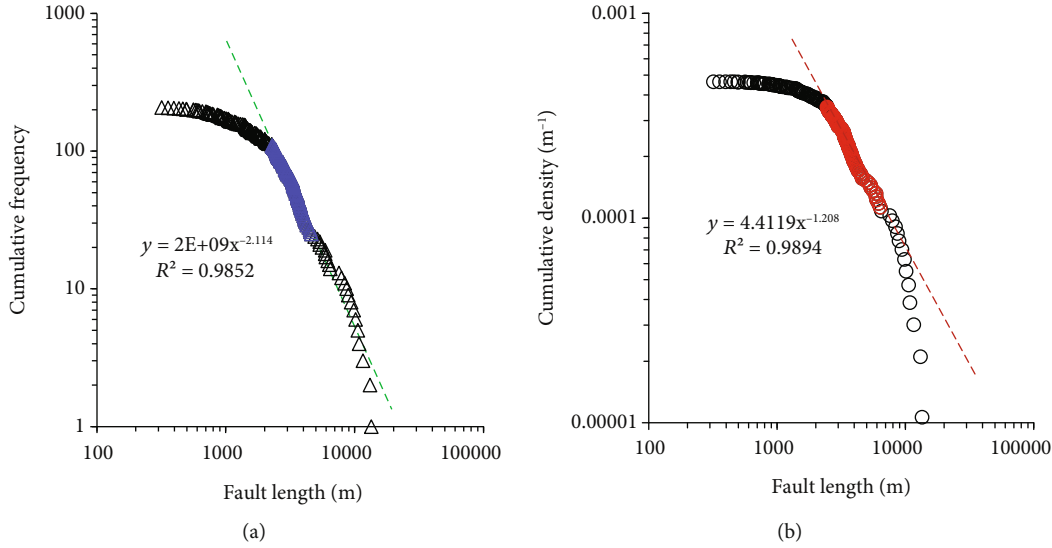 1000
100
10
1
Cumulative frequency
y = 2E+09x^−2.114
R² = 0.9852
100
1000
10000
100000
Fault length (m)
(a)
0.001
0.0001
0.00001
Cumulative density (m⁻¹)
y = 4.4119x^−1.208
R² = 0.9894
100
1000
10000
100000
Fault length (m)
(b)